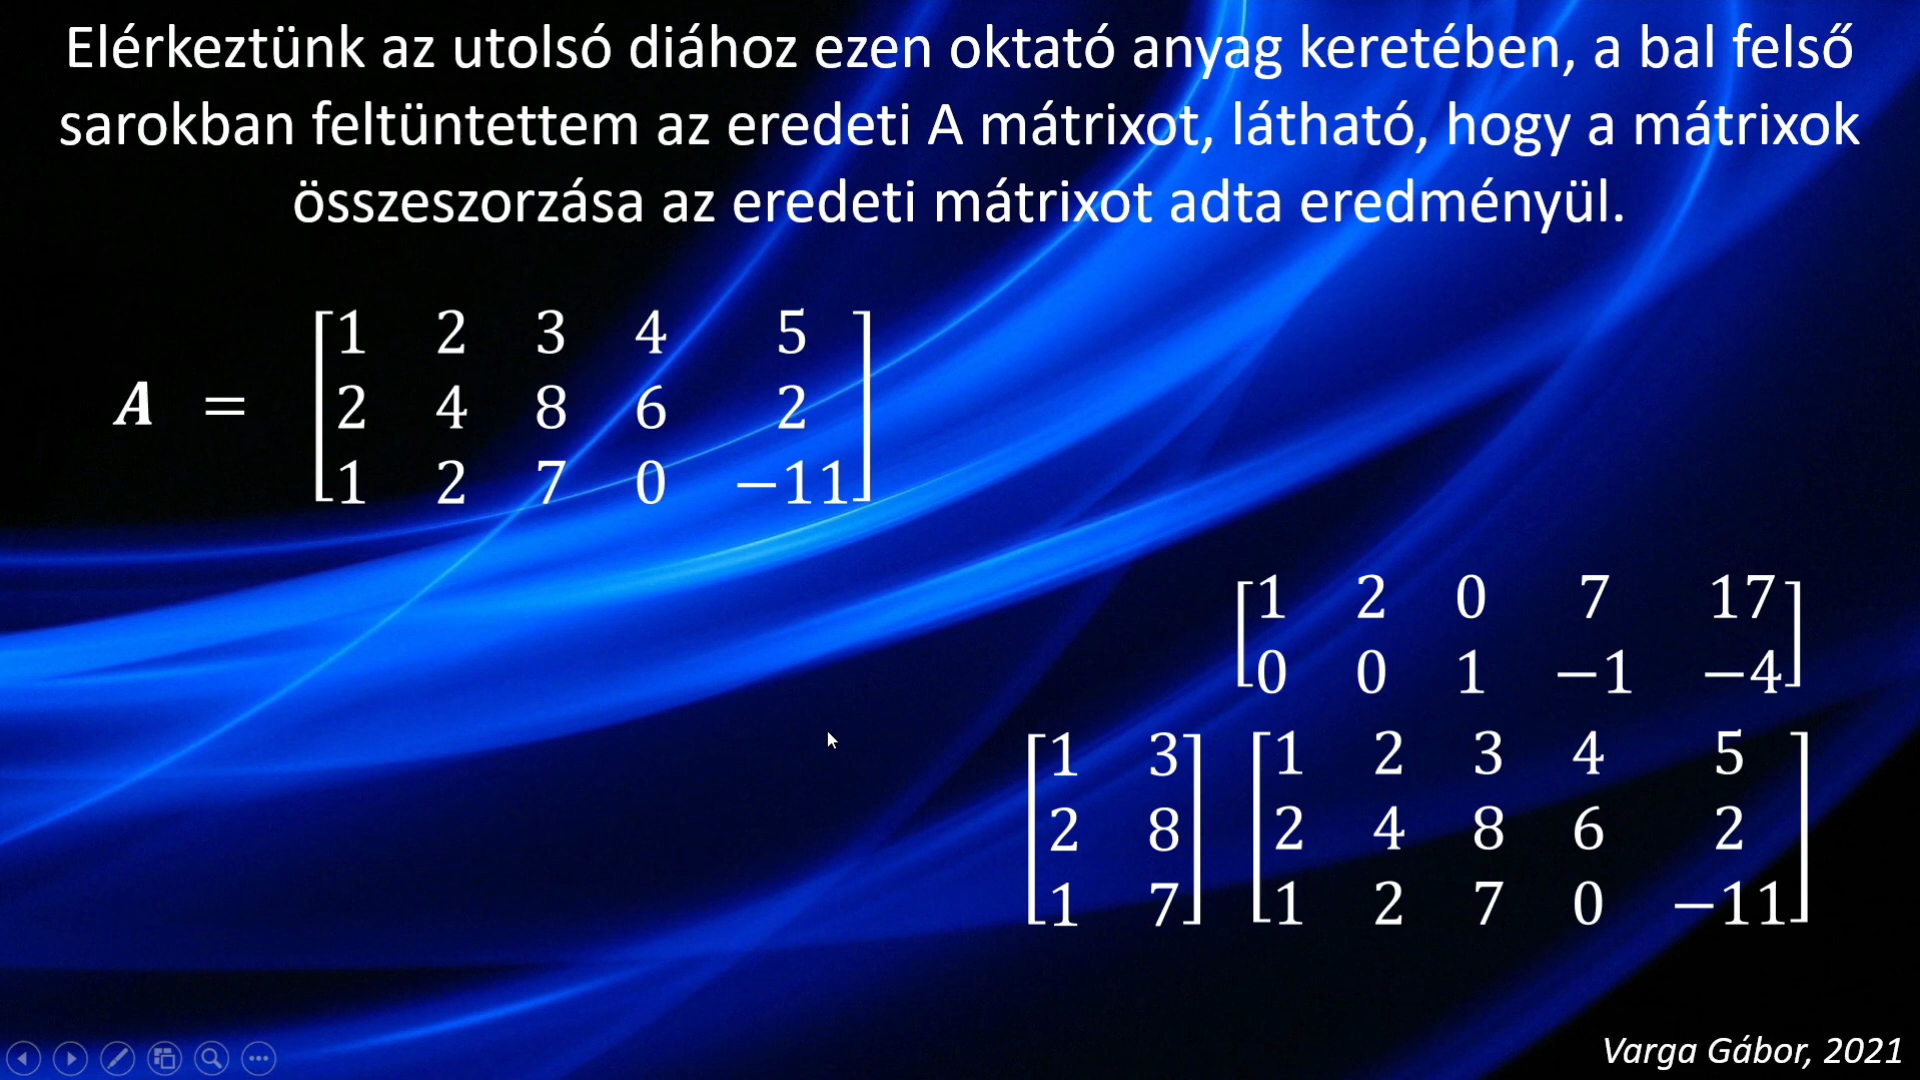 Elérkeztünk az utolsó diához ezen oktató anyag keretében, a bal felső
sarokban feltüntettem az eredeti A mátrixot, látható, hogy a mátrixok
összeszorzása az eredeti mátrixot adta eredményül.
1 2 3 4 5
A = 2 4 8 6 2
1 2 7 0 −11
1 2 0 7 17
0 0 1 −1 −4
1 3 1 2 3 4 5
2 8 2 4 8 6 2
1 7 1 2 7 0 −11
Varga Gábor, 2021